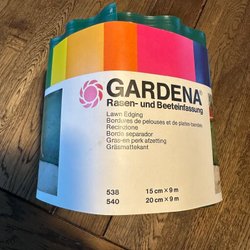 GARDENA®
Rasen- und Beeteinfassung
Lawn Edging
Bordures de pelouses et de plates-bandes
Recinzione
Bordo separador
Gras-en perk afzetting
Gräsmattekant
538 15 cm × 9 m
540 20 cm × 9 m